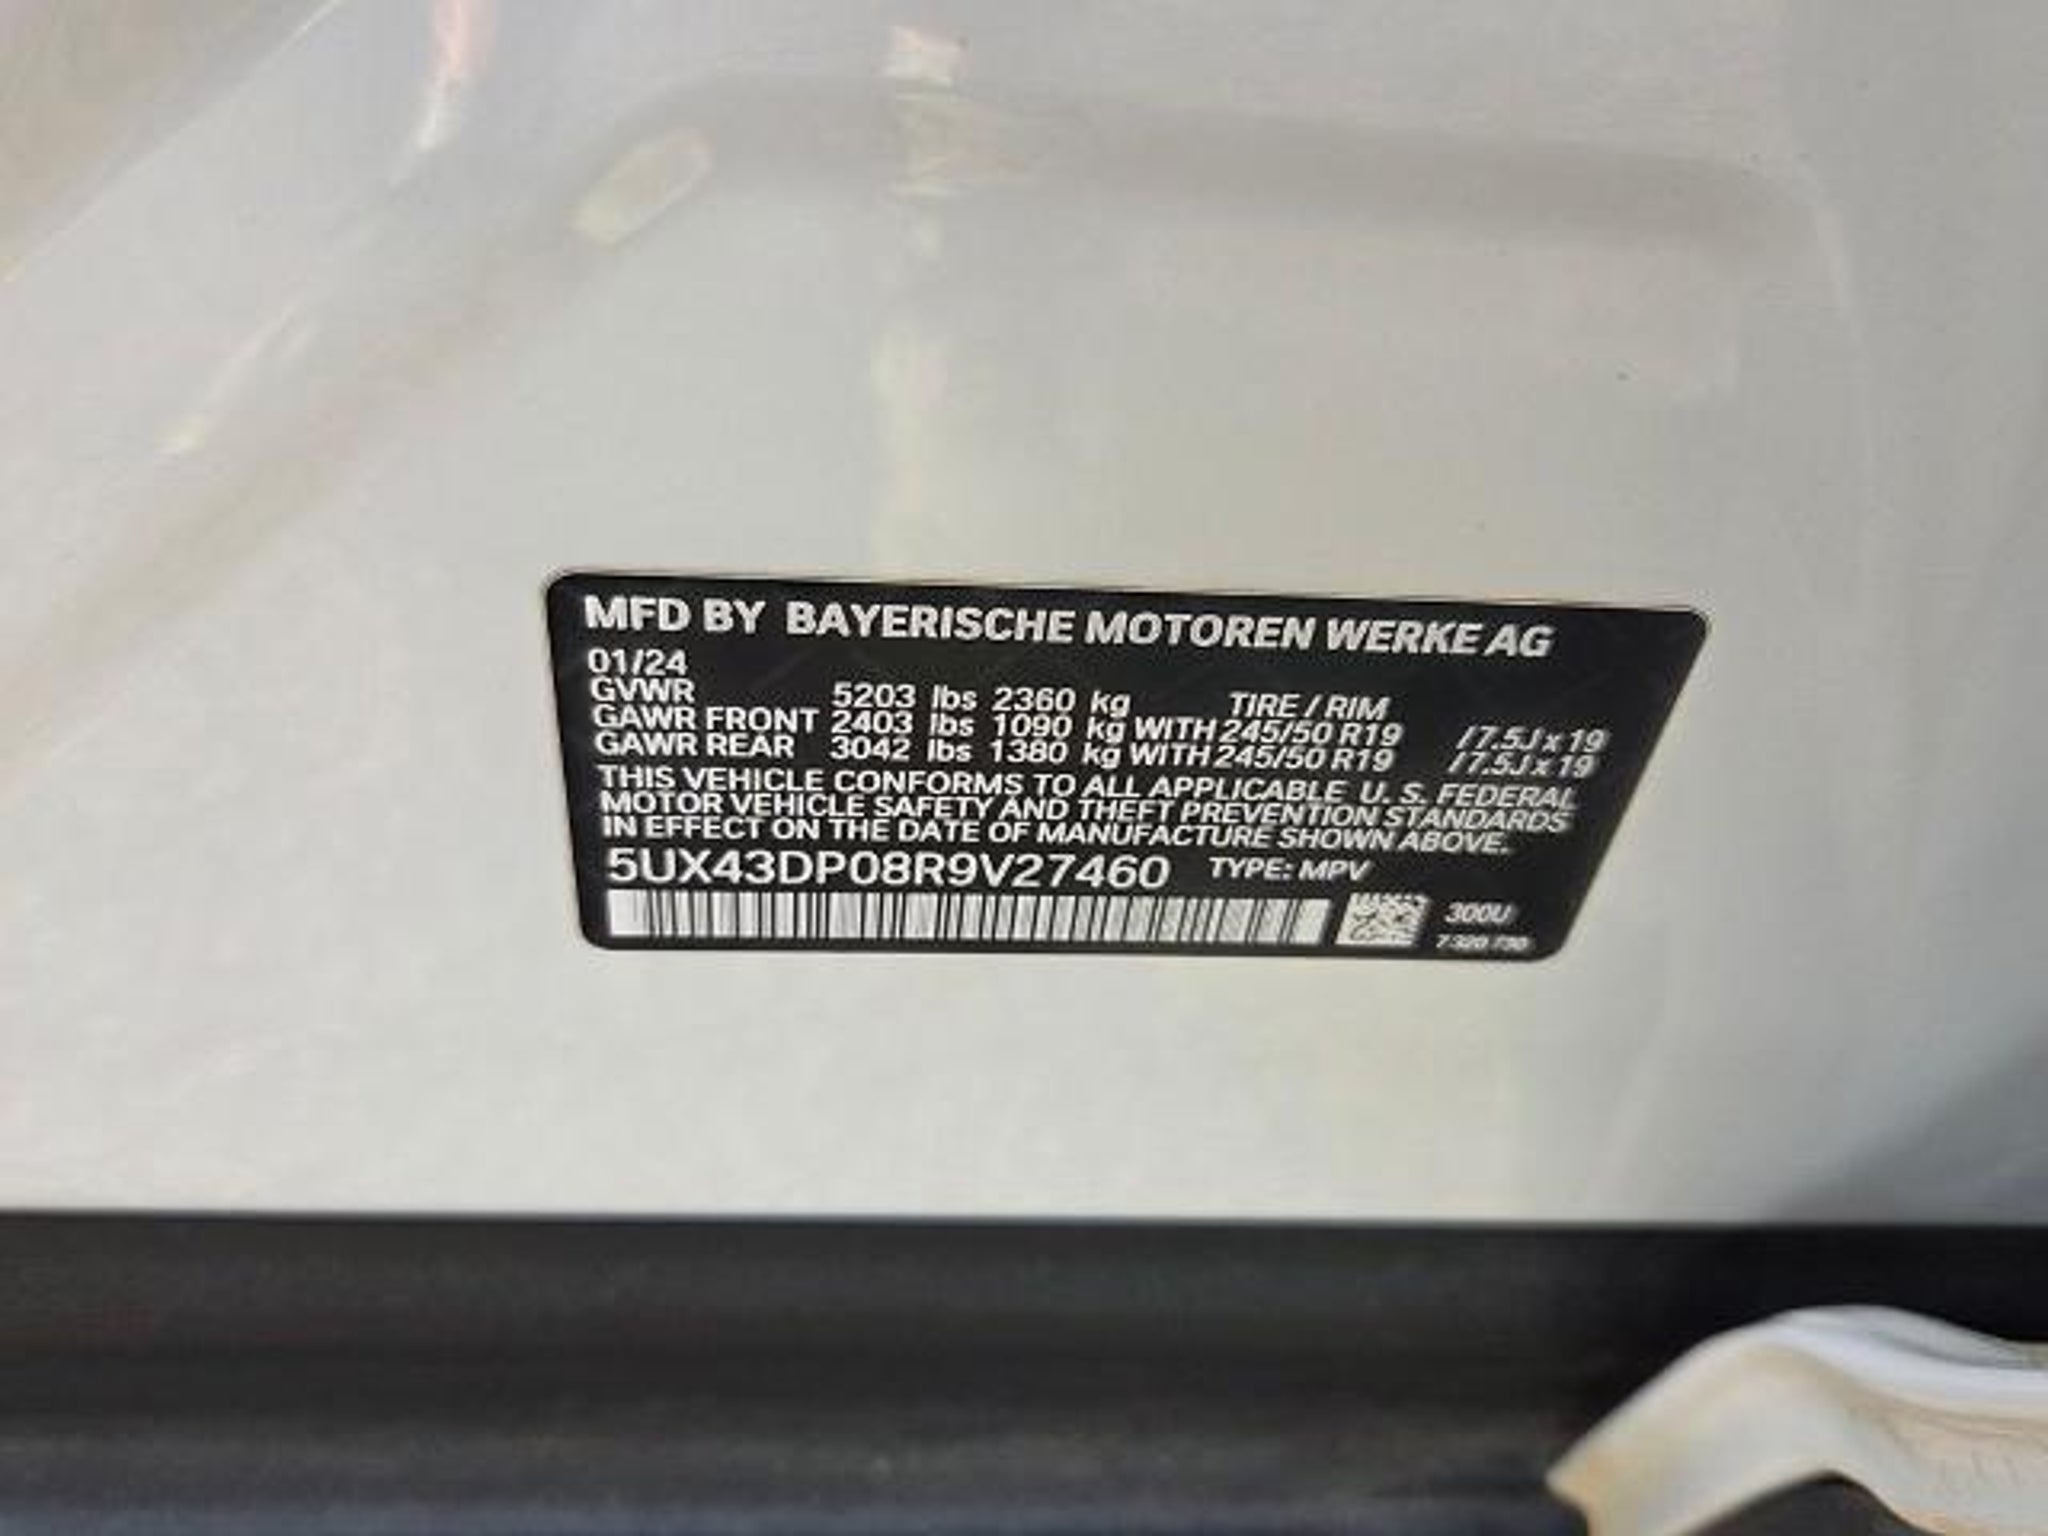 MFD BY BAYERISCHE MOTOREN WERKE AG
01/24
GVWR 5203 lbs 2360 kg TIRE / RIM
GAWR FRONT 2403 lbs 1090 kg WITH 245/50 R19 / 7.5J x 19
GAWR REAR 3042 lbs 1380 kg WITH 245/50 R19 / 7.5J x 19
THIS VEHICLE CONFORMS TO ALL APPLICABLE U. S. FEDERAL
MOTOR VEHICLE SAFETY AND THEFT PREVENTION STANDARDS
IN EFFECT ON THE DATE OF MANUFACTURE SHOWN ABOVE.
5UX43DP08R9V27460 TYPE: MPV
300U